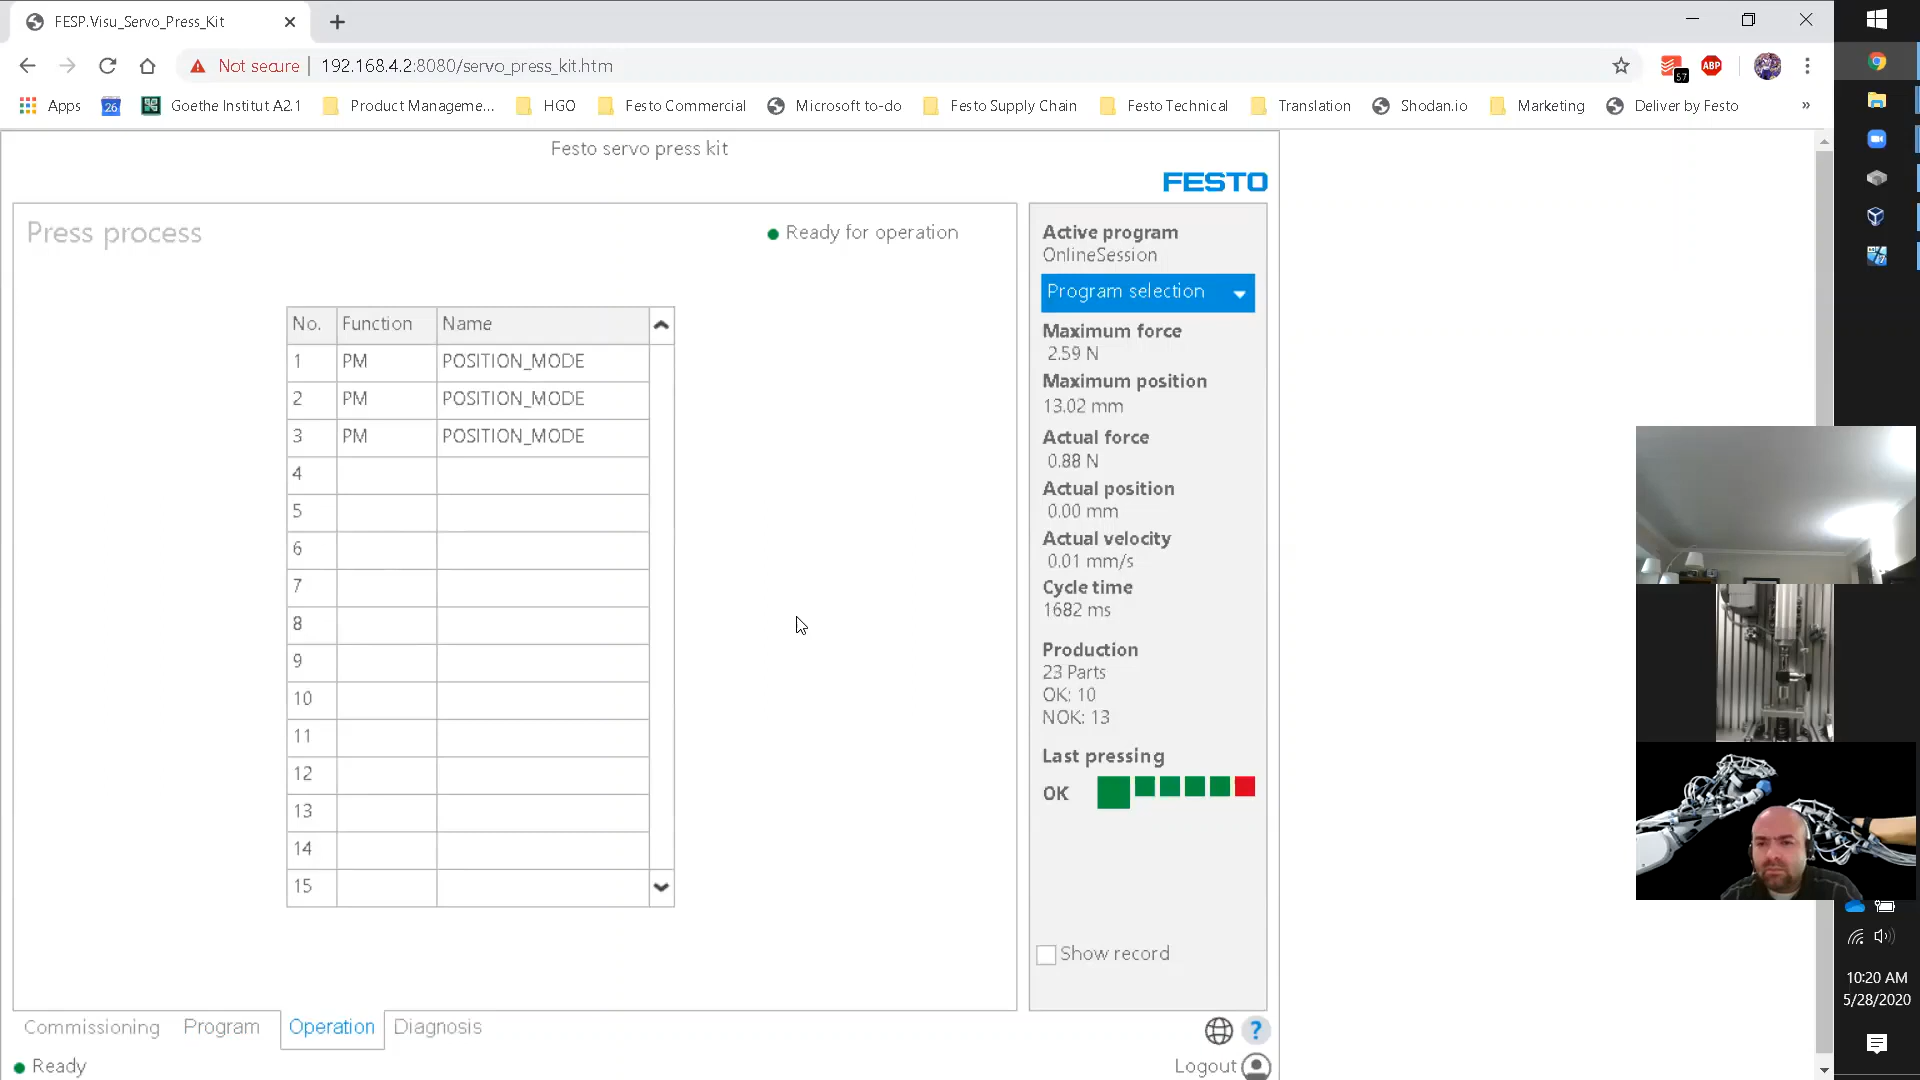 FESP.Visu_Servo_Press_Kit
Not secure
192.168.4.2:8080/servo_press_kit.htm
57
ABP
Apps
26
Goethe Institut A2.1
Product Manageme...
HGO
Festo Commercial
Microsoft to-do
Festo Supply Chain
Festo Technical
Translation
Shodan.io
Marketing
Deliver by Festo
»
Festo servo press kit
FESTO
Press process
Ready for operation
No. Function Name
1 PM POSITION_MODE
2 PM POSITION_MODE
3 PM POSITION_MODE
4
5
6
7
8
9
10
11
12
13
14
15
Active program
OnlineSession
Program selection
Maximum force
2.59 N
Maximum position
13.02 mm
Actual force
0.88 N
Actual position
0.00 mm
Actual velocity
0.01 mm/s
Cycle time
1682 ms
Production
23 Parts
OK: 10
NOK: 13
Last pressing
OK
Show record
Commissioning
Program
Operation
Diagnosis
?
Ready
Logout
10:20 AM
5/28/2020